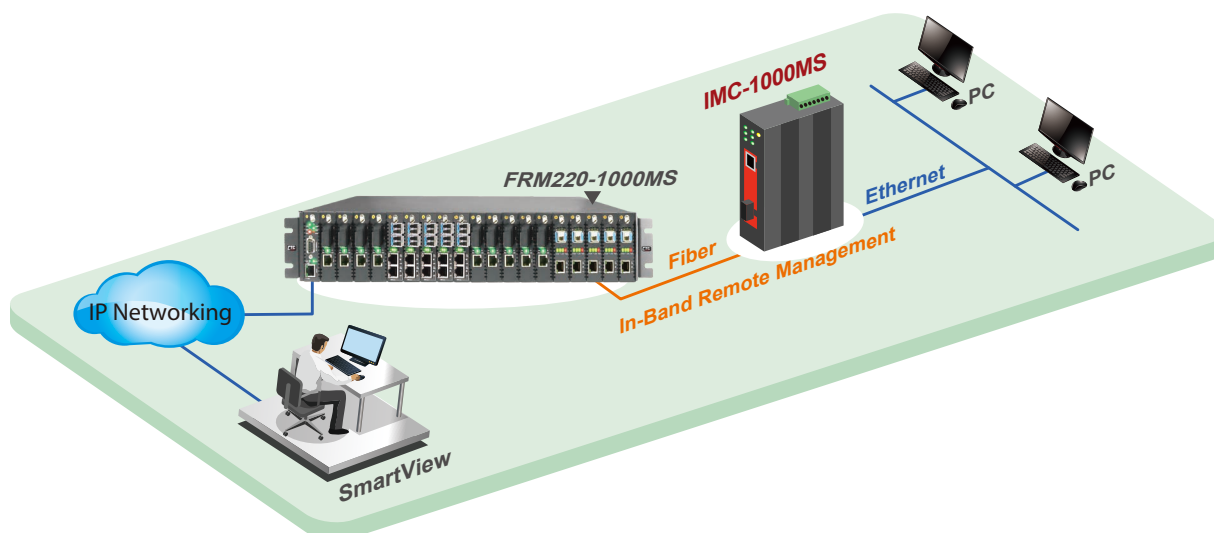 IMC-1000MS
PC
FRM220-1000MS
PC
Ethernet
Fiber
In-Band Remote Management
IP Networking
SmartView